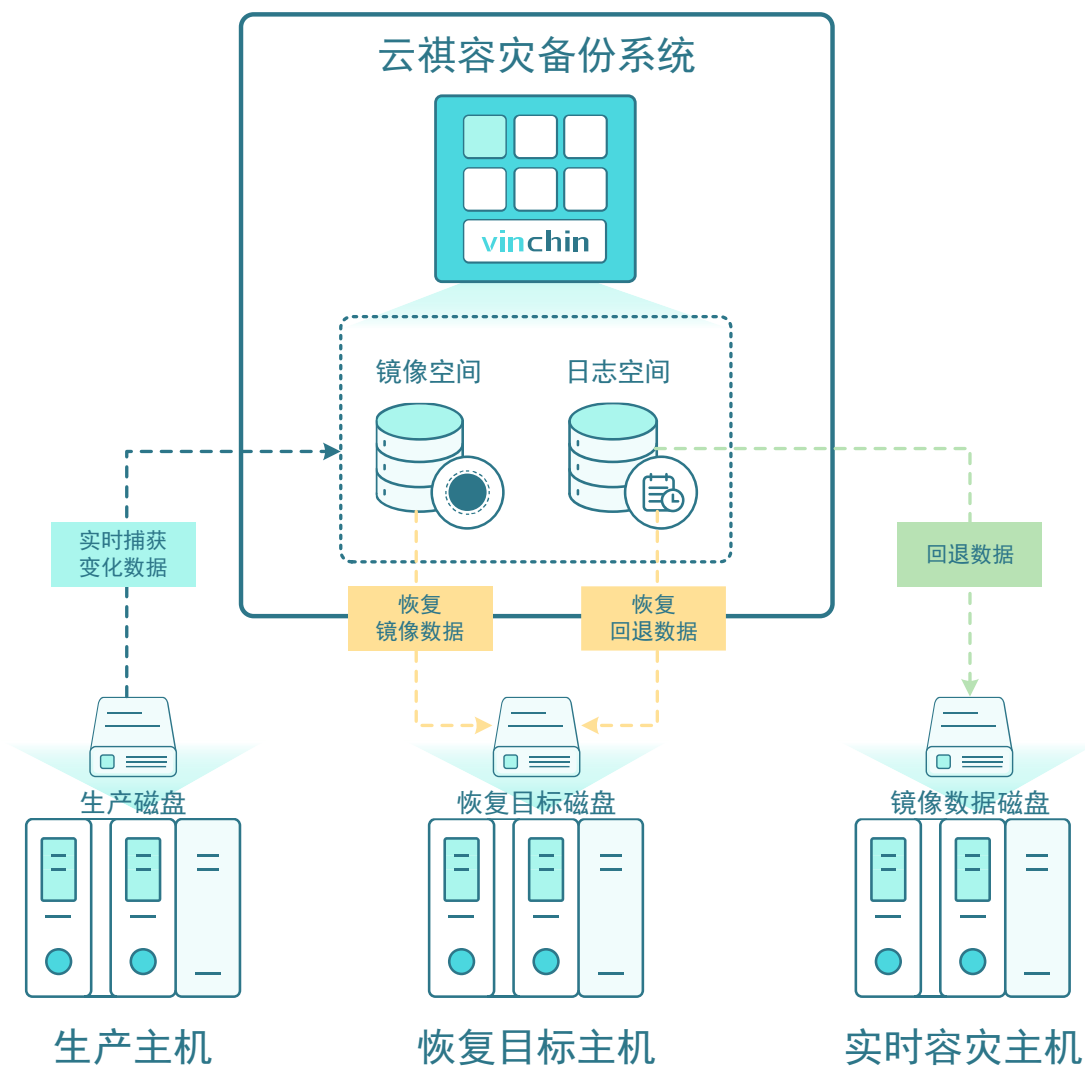 云祺容灾备份系统
vinchin
镜像空间
日志空间
实时捕获
变化数据
回退数据
恢复
镜像数据
恢复
回退数据
生产磁盘
恢复目标磁盘
镜像数据磁盘
生产主机
恢复目标主机
实时容灾主机